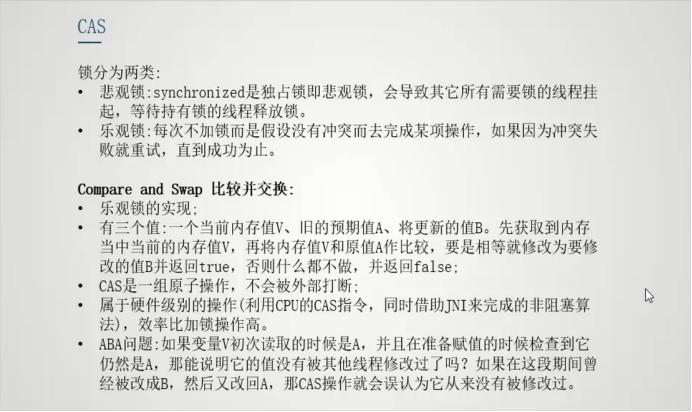 CAS
锁分为两类:
• 悲观锁:synchronized是独占锁即悲观锁，会导致其它所有需要锁的线程挂
起，等待持有锁的线程释放锁。
• 乐观锁:每次不加锁而是假设没有冲突而去完成某项操作，如果因为冲突失
败就重试，直到成功为止。
Compare and Swap 比较并交换:
• 乐观锁的实现;
• 有三个值:一个当前内存值V、旧的预期值A、将更新的值B。先获取到内存
当中当前的内存值V，再将内存值V和原值A作比较，要是相等就修改为要修
改的值B并返回true，否则什么都不做，并返回false;
• CAS是一组原子操作，不会被外部打断;
• 属于硬件级别的操作(利用CPU的CAS指令，同时借助JNI来完成的非阻塞算
法)，效率比加锁操作高。
• ABA问题:如果变量V初次读取的时候是A，并且在准备赋值的时候检查到它
仍然是A，那能说明它的值没有被其他线程修改过了吗？如果在这段期间曾
经被改成B，然后又改回A，那CAS操作就会误认为它从来没有被修改过。